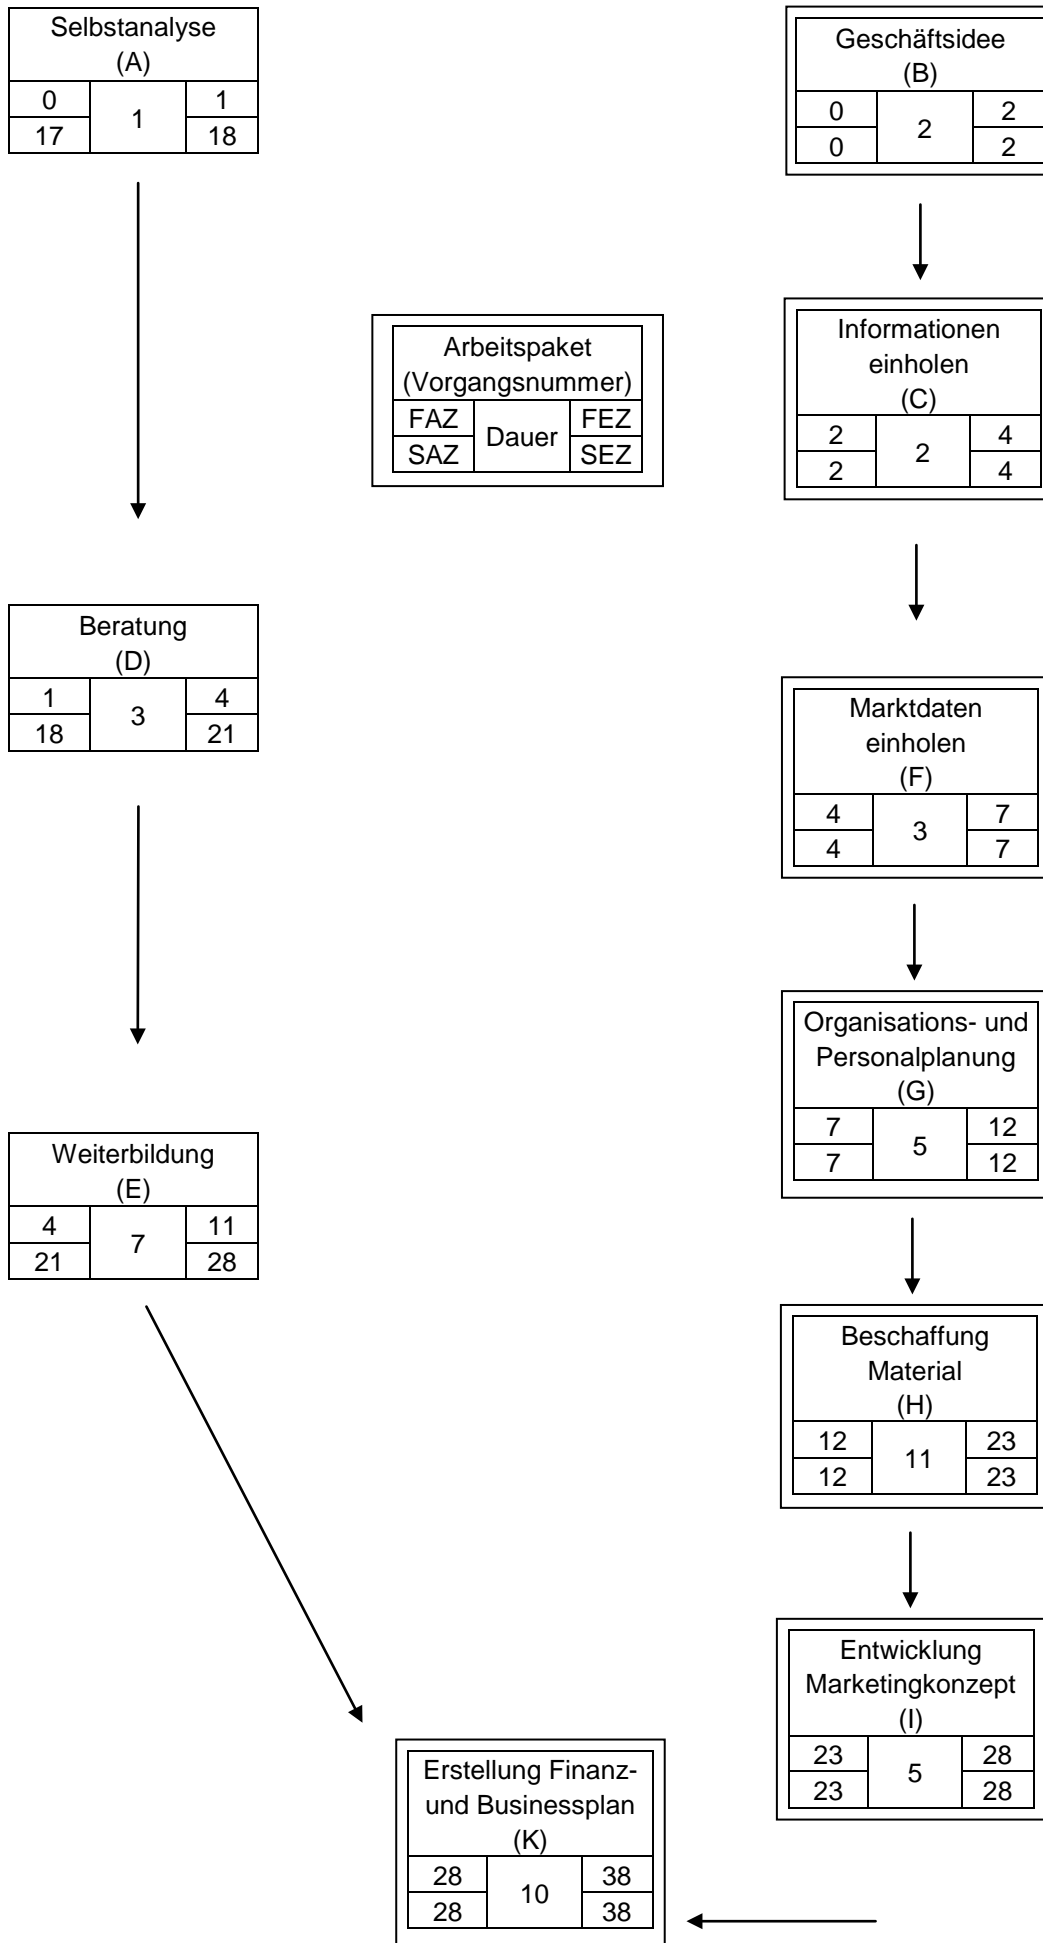 Selbstanalyse
(A)
0 1 1
17 18
Geschäftsidee
(B)
0 2 2
0 2
Arbeitspaket
(Vorgangsnummer)
FAZ Dauer FEZ
SAZ SEZ
Informationen
einholen
(C)
2 2 4
2 4
Beratung
(D)
1 3 4
18 21
Marktdaten
einholen
(F)
4 3 7
4 7
Organisations- und
Personalplanung
(G)
7 5 12
7 12
Weiterbildung
(E)
4 7 11
21 28
Beschaffung
Material
(H)
12 11 23
12 23
Entwicklung
Marketingkonzept
(I)
23 5 28
23 28
Erstellung Finanz-
und Businessplan
(K)
28 10 38
28 38